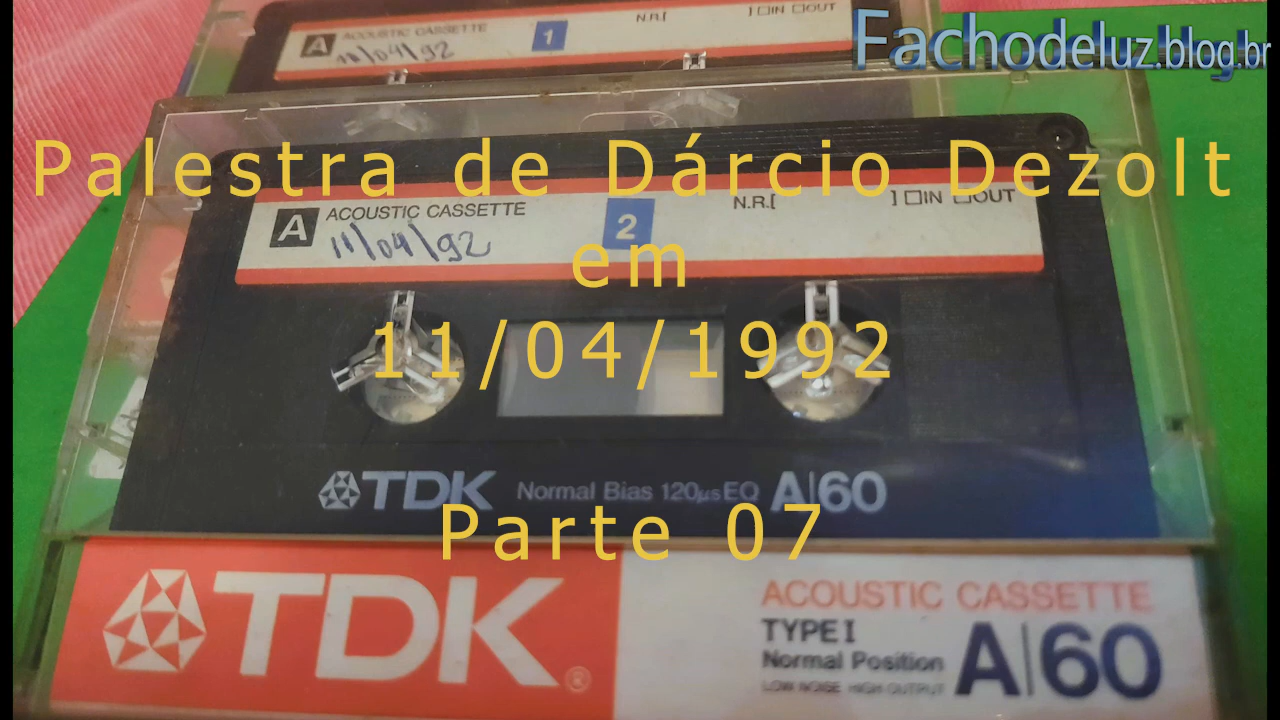 A ACOUSTIC CASSETTE 1 N.R.[ ] IN OUT
11/04/92
Fachodeluz.blog.br
Palestra de Dárcio Dezolt
A ACOUSTIC CASSETTE 2 N.R.[ ] IN OUT
11/04/92
em
11/04/1992
TDK Normal Bias 120µs EQ A|60
Parte 07
TDK®
ACOUSTIC CASSETTE
TYPE I
Normal Position
LOW NOISE HIGH OUTPUT
A|60